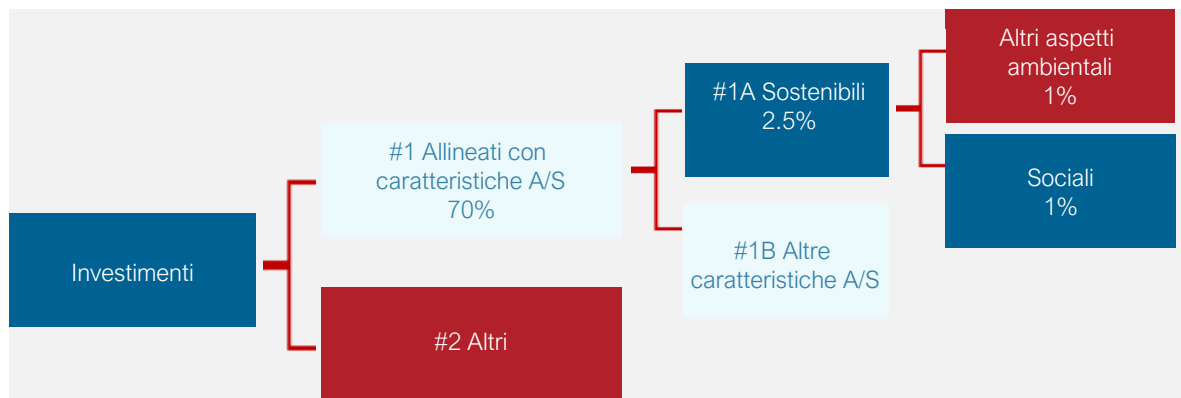 Investimenti
#1 Allineati con
caratteristiche A/S
70%
#2 Altri
#1A Sostenibili
2.5%
#1B Altre
caratteristiche A/S
Altri aspetti
ambientali
1%
Sociali
1%